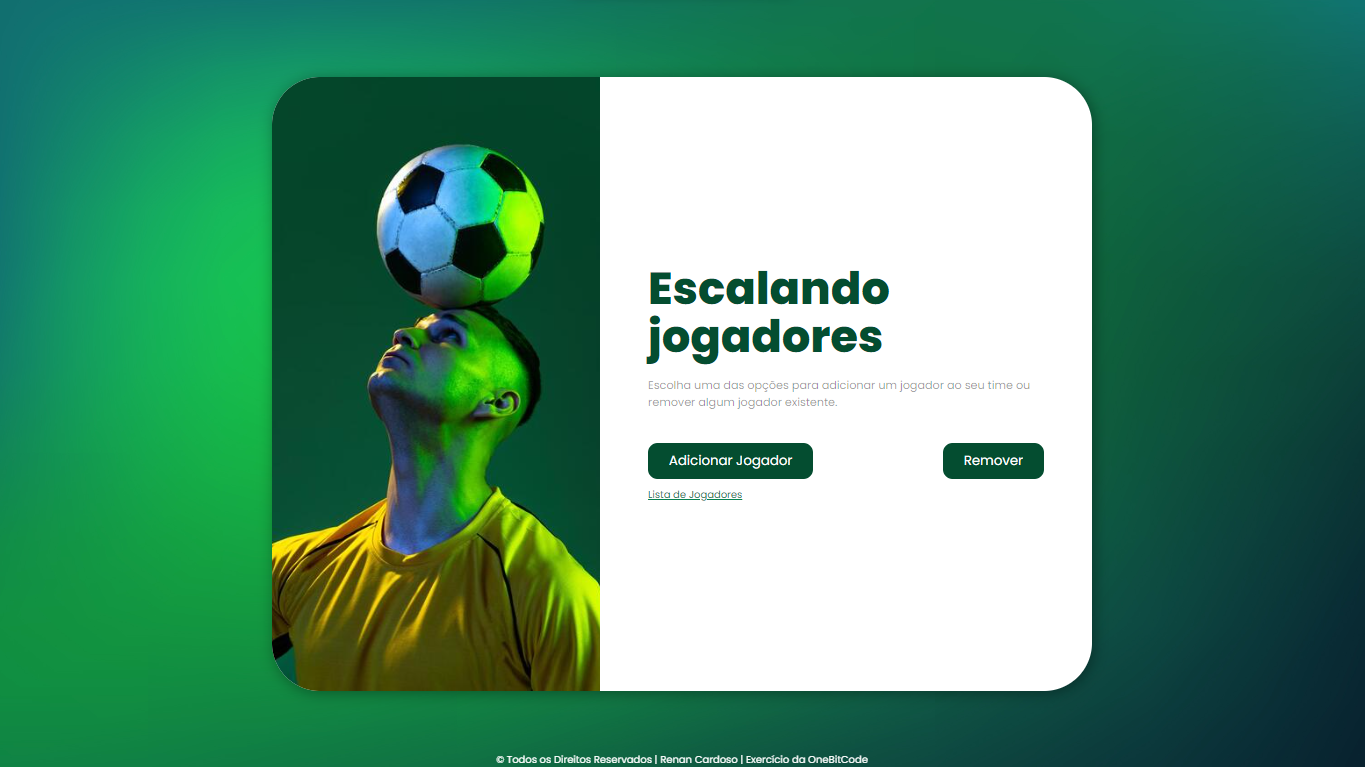 Escalando
jogadores
Escolha uma das opções para adicionar um jogador ao seu time ou
remover algum jogador existente.
Adicionar Jogador
Remover
Lista de Jogadores
© Todos os Direitos Reservados | Renan Cardoso | Exercício da OneBitCode